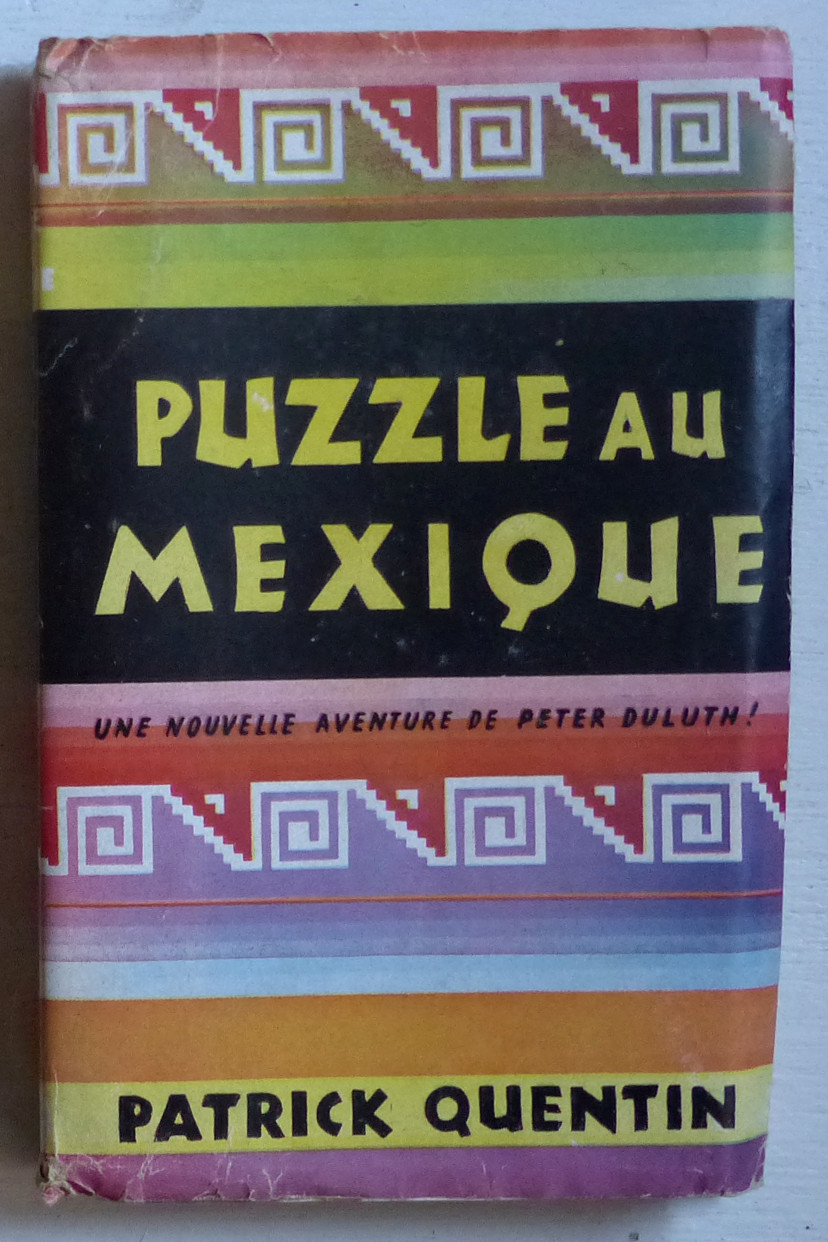 E
PUZZLE AU
MEXIQUE
UNE NOUVELLE AVENTURE DE PETER DULUTH!
PATRICK QUENTIN